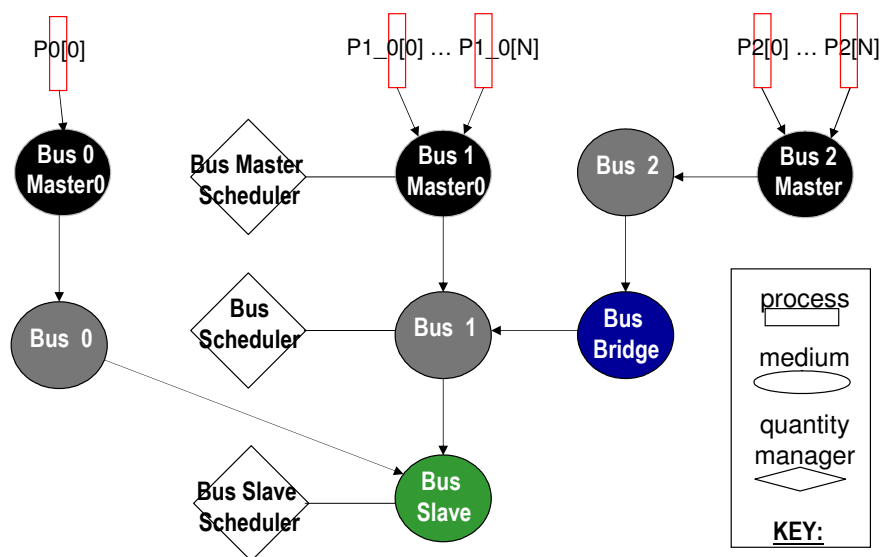 P0[0]
P1_0[0] … P1_0[N]
P2[0] … P2[N]
Bus 0
Master0
Bus Master
Scheduler
Bus 1
Master0
Bus 2
Bus 2
Master
Bus 0
Bus
Scheduler
Bus 1
Bus
Bridge
Bus Slave
Scheduler
Bus
Slave
process
medium
quantity
manager
KEY: